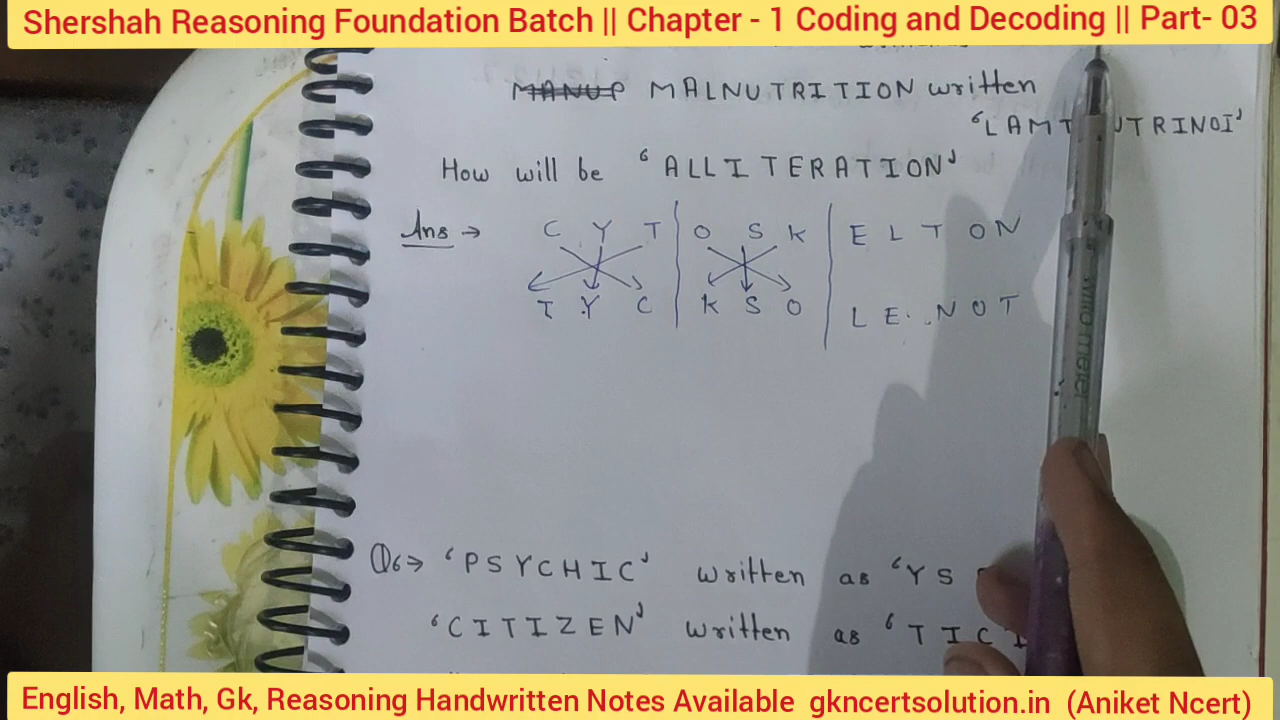 Shershah Reasoning Foundation Batch || Chapter - 1 Coding and Decoding || Part- 03
MALNUTRITION written
'LAMT UTRINOI'
How will be 'ALLITERATION'
Ans → C Y T | O S K | E L T O N
T Y C | K S O | L E N O T
Q6→ 'PSYCHIC' written as 'YS
'CITIZEN' written as 'TICI
English, Math, Gk, Reasoning Handwritten Notes Available gkncertsolution.in (Aniket Ncert)